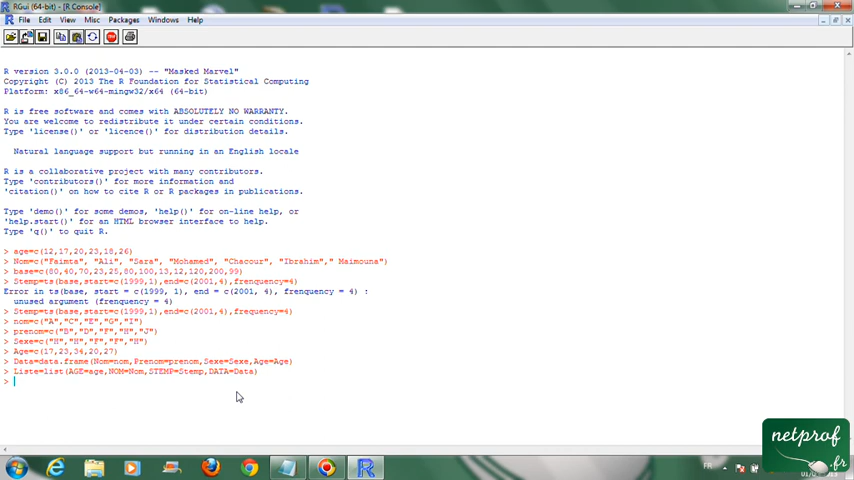 RGui (64-bit) - [R Console]
File Edit View Misc Packages Windows Help
R version 3.0.0 (2013-04-03) -- "Masked Marvel"
Copyright (C) 2013 The R Foundation for Statistical Computing
Platform: x86_64-w64-mingw32/x64 (64-bit)
R is free software and comes with ABSOLUTELY NO WARRANTY.
You are welcome to redistribute it under certain conditions.
Type 'license()' or 'licence()' for distribution details.
Natural language support but running in an English locale
R is a collaborative project with many contributors.
Type 'contributors()' for more information and
'citation()' on how to cite R or R packages in publications.
Type 'demo()' for some demos, 'help()' for on-line help, or
'help.start()' for an HTML browser interface to help.
Type 'q()' to quit R.
> age=c(12,17,20,23,18,26)
> Nom=c("Faimta", "Ali", "Sara", "Mohamed", "Chacour", "Ibrahim"," Maimouna")
> base=c(80,40,70,23,25,80,100,13,12,120,200,99)
> Stemp=ts(base,start=c(1999,1),end=c(2001,4),frenquency=4)
Error in ts(base, start = c(1999, 1), end = c(2001, 4), frenquency = 4) :
unused argument (frenquency = 4)
> Stemp=ts(base,start=c(1999,1),end=c(2001,4),frequency=4)
> nom=c("A","C","E","G","I")
> prenom=c("B","D","F","H","J")
> Sexe=c("H","H","F","F","H")
> Age=c(17,23,34,20,27)
> Data=data.frame(Nom=nom,Prenom=prenom,Sexe=Sexe,Age=Age)
> Liste=list(AGE=age,NOM=Nom,STEMP=Stemp,DATA=Data)
>
netprof
.fr
FR